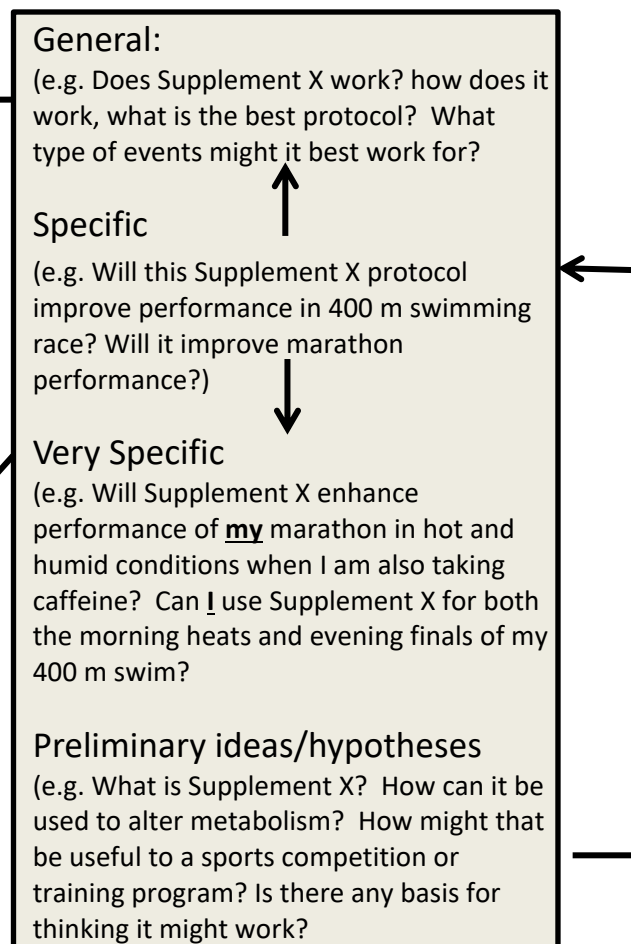 General:
(e.g. Does Supplement X work? how does it
work, what is the best protocol?  What
type of events might it best work for?
Specific
(e.g. Will this Supplement X protocol
improve performance in 400 m swimming
race? Will it improve marathon
performance?)
Very Specific
(e.g. Will Supplement X enhance
performance of my marathon in hot and
humid conditions when I am also taking
caffeine?  Can I use Supplement X for both
the morning heats and evening finals of my
400 m swim?
Preliminary ideas/hypotheses
(e.g. What is Supplement X?  How can it be
used to alter metabolism?  How might that
be useful to a sports competition or
training program? Is there any basis for
thinking it might work?